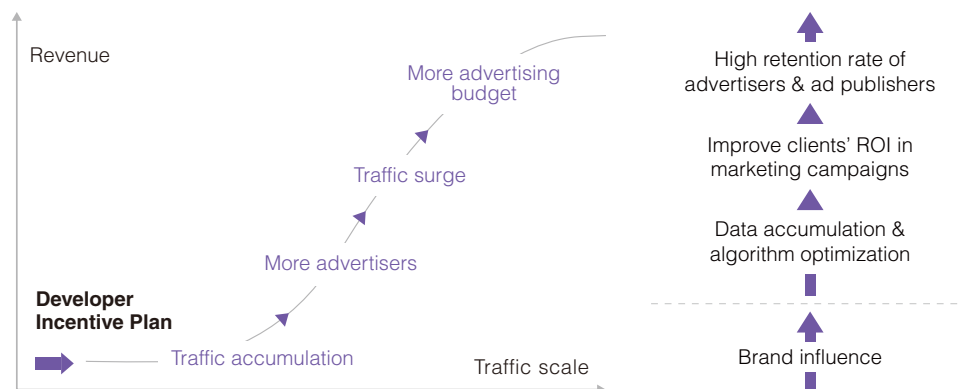 Revenue
More advertising
budget
Traffic surge
More advertisers
Developer
Incentive Plan
Traffic accumulation
Traffic scale
High retention rate of
advertisers & ad publishers
Improve clients' ROI in
marketing campaigns
Data accumulation &
algorithm optimization
Brand influence